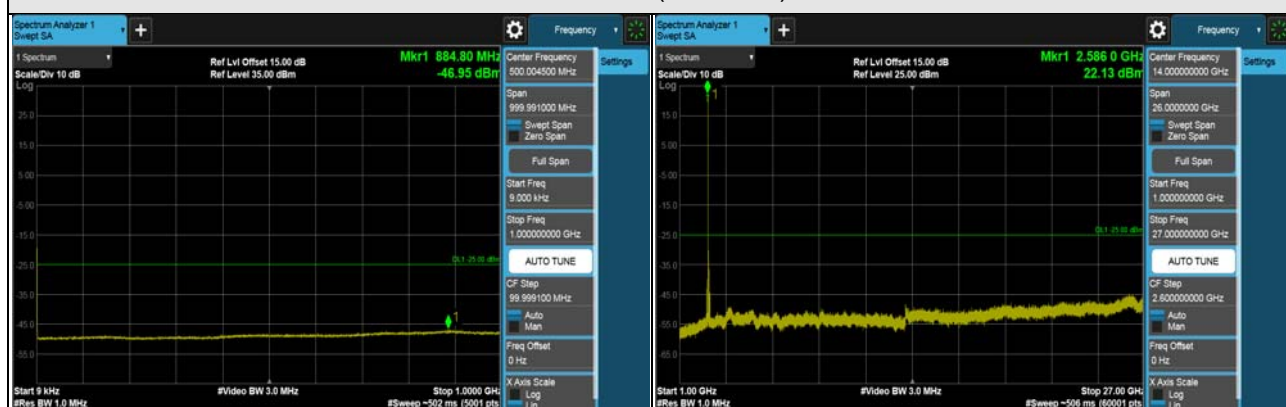 Spectrum Analyzer 1
Swept SA
+
Frequency
1 Spectrum
Scale/Div 10 dB
Log
Ref Lvl Offset 15.00 dB
Ref Level 35.00 dBm
Mkr1 884.80 MHz
-46.95 dBm
25.0
15.0
5.00
-5.00
-15.0
-25.0
-35.0
-45.0
-55.0
DL1 -25.00 dBm
1
Start 9 kHz
#Res BW 1.0 MHz
#Video BW 3.0 MHz
Stop 1.0000 GHz
#Sweep ~502 ms (5001 pts
Center Frequency
500.004500 MHz
Span
999.991000 MHz
Swept Span
Zero Span
Full Span
Start Freq
9.000 kHz
Stop Freq
1.000000000 GHz
AUTO TUNE
CF Step
99.999100 MHz
Auto
Man
Freq Offset
0 Hz
X Axis Scale
Log
Lin
Settings
Spectrum Analyzer 1
Swept SA
+
Frequency
1 Spectrum
Scale/Div 10 dB
Log
Ref Lvl Offset 15.00 dB
Ref Level 25.00 dBm
Mkr1 2.586 0 GHz
22.13 dBm
15.0
5.00
-5.00
-15.0
-25.0
-35.0
-45.0
-55.0
-65.0
DL1 -25.00 dBm
1
Start 1.00 GHz
#Res BW 1.0 MHz
#Video BW 3.0 MHz
Stop 27.00 GHz
#Sweep ~506 ms (60001 pts
Center Frequency
14.000000000 GHz
Span
26.0000000 GHz
Swept Span
Zero Span
Full Span
Start Freq
1.000000000 GHz
Stop Freq
27.000000000 GHz
AUTO TUNE
CF Step
2.600000000 GHz
Auto
Man
Freq Offset
0 Hz
X Axis Scale
Log
Lin
Settings